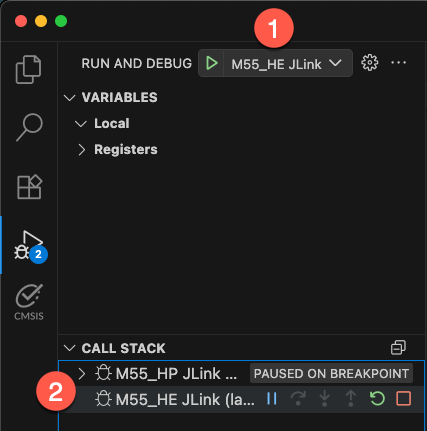 1
RUN AND DEBUG M55_HE JLink
VARIABLES
Local
Registers
2
CMSIS
CALL STACK
M55_HP JLink ... PAUSED ON BREAKPOINT
2 M55_HE JLink (la...